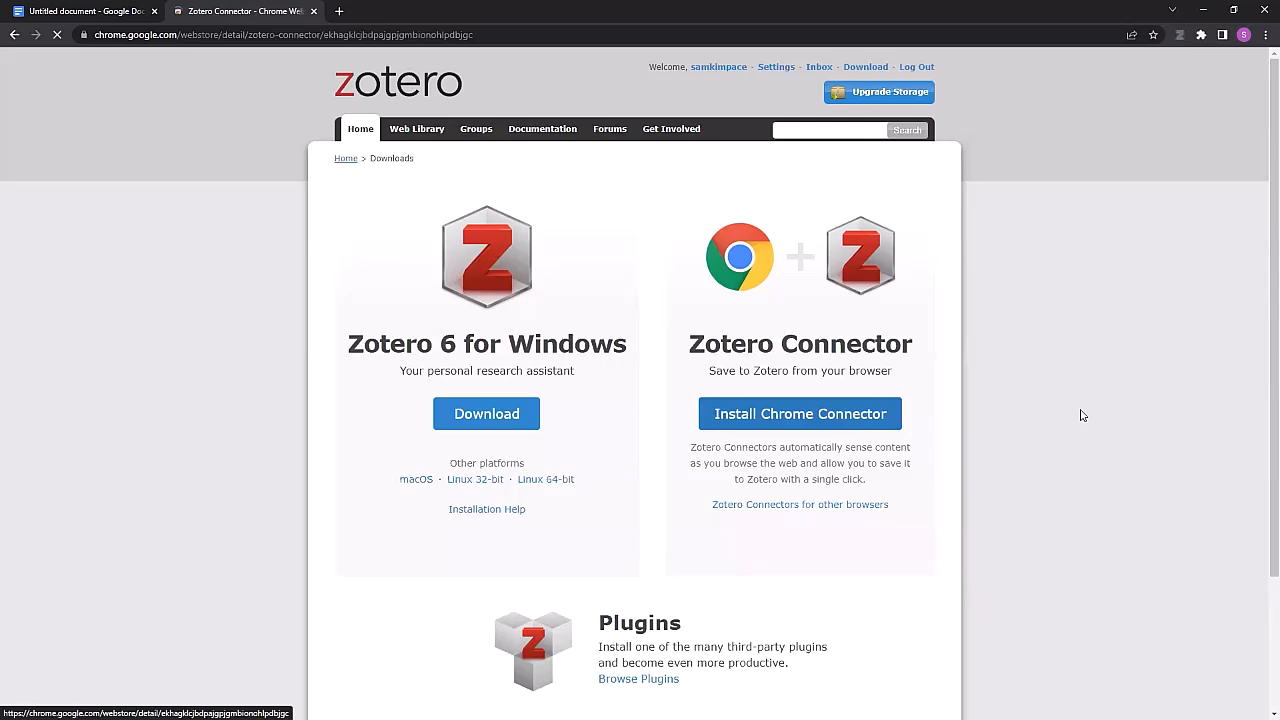 Untitled document - Google Doc
Zotero Connector - Chrome Web
chrome.google.com/webstore/detail/zotero-connector/ekhagklcjbdpajgpjgmbionohlpdbjgc
S
zotero
Welcome, samkimpace · Settings · Inbox · Download · Log Out
Upgrade Storage
Home Web Library Groups Documentation Forums Get Involved
Search
Home > Downloads
Z
Zotero 6 for Windows
Your personal research assistant
Download
Other platforms
macOS · Linux 32-bit · Linux 64-bit
Installation Help
+ Z
Zotero Connector
Save to Zotero from your browser
Install Chrome Connector
Zotero Connectors automatically sense content
as you browse the web and allow you to save it
to Zotero with a single click.
Zotero Connectors for other browsers
Z
Plugins
Install one of the many third-party plugins
and become even more productive.
Browse Plugins
https://chrome.google.com/webstore/detail/ekhagklcjbdpajgpjgmbionohlpdbjgc